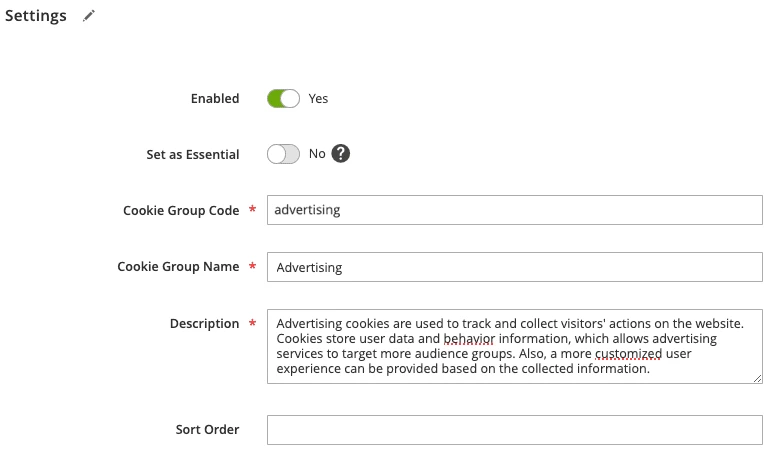 Settings
Enabled Yes
Set as Essential No ?
Cookie Group Code * advertising
Cookie Group Name * Advertising
Description * Advertising cookies are used to track and collect visitors' actions on the website.
Cookies store user data and behavior information, which allows advertising
services to target more audience groups. Also, a more customized user
experience can be provided based on the collected information.
Sort Order